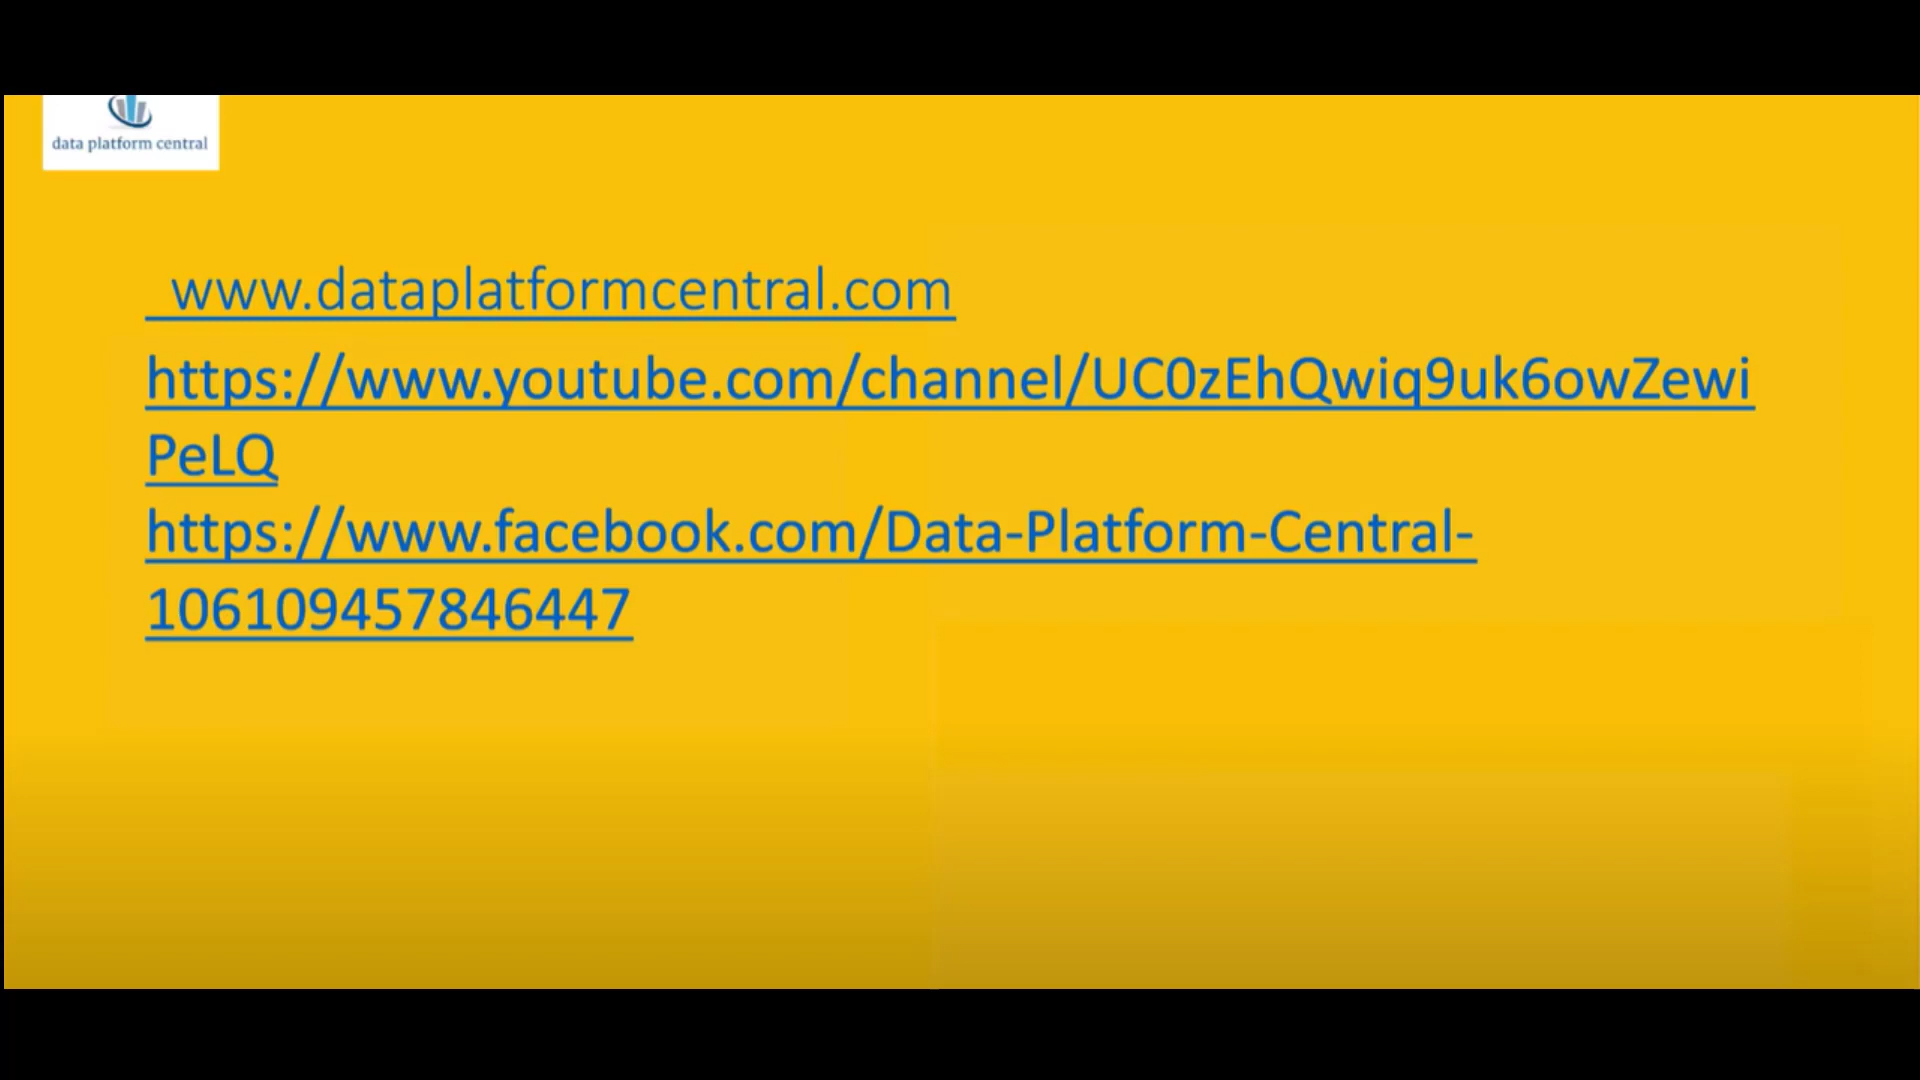 data platform central
www.dataplatformcentral.com
https://www.youtube.com/channel/UC0zEhQwiq9uk6owZewi
PeLQ
https://www.facebook.com/Data-Platform-Central-
106109457846447